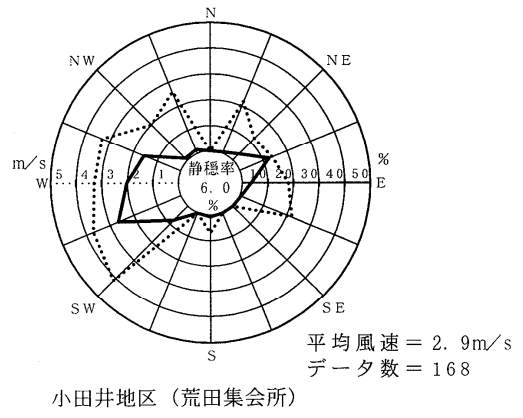 N
NW
NE
m/s
%
5 4 3 2 1
静穏率
10 20 30 40 50
W
6.0
E
%
SW
SE
S
平均風速=2.9m/s
データ数=168
小田井地区(荒田集会所)